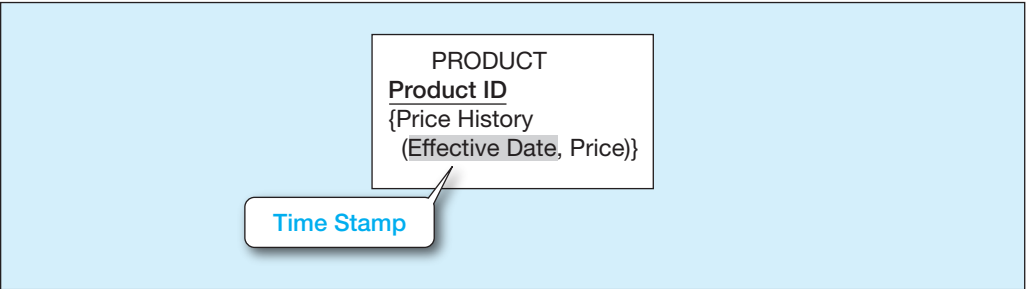 PRODUCT
Product ID
{Price History
(Effective Date, Price)}
Time Stamp